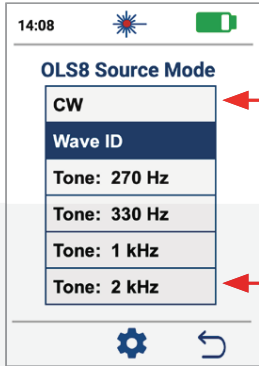 14:08
OLS8 Source Mode
CW
Wave ID
Tone: 270 Hz
Tone: 330 Hz
Tone: 1 kHz
Tone: 2 kHz